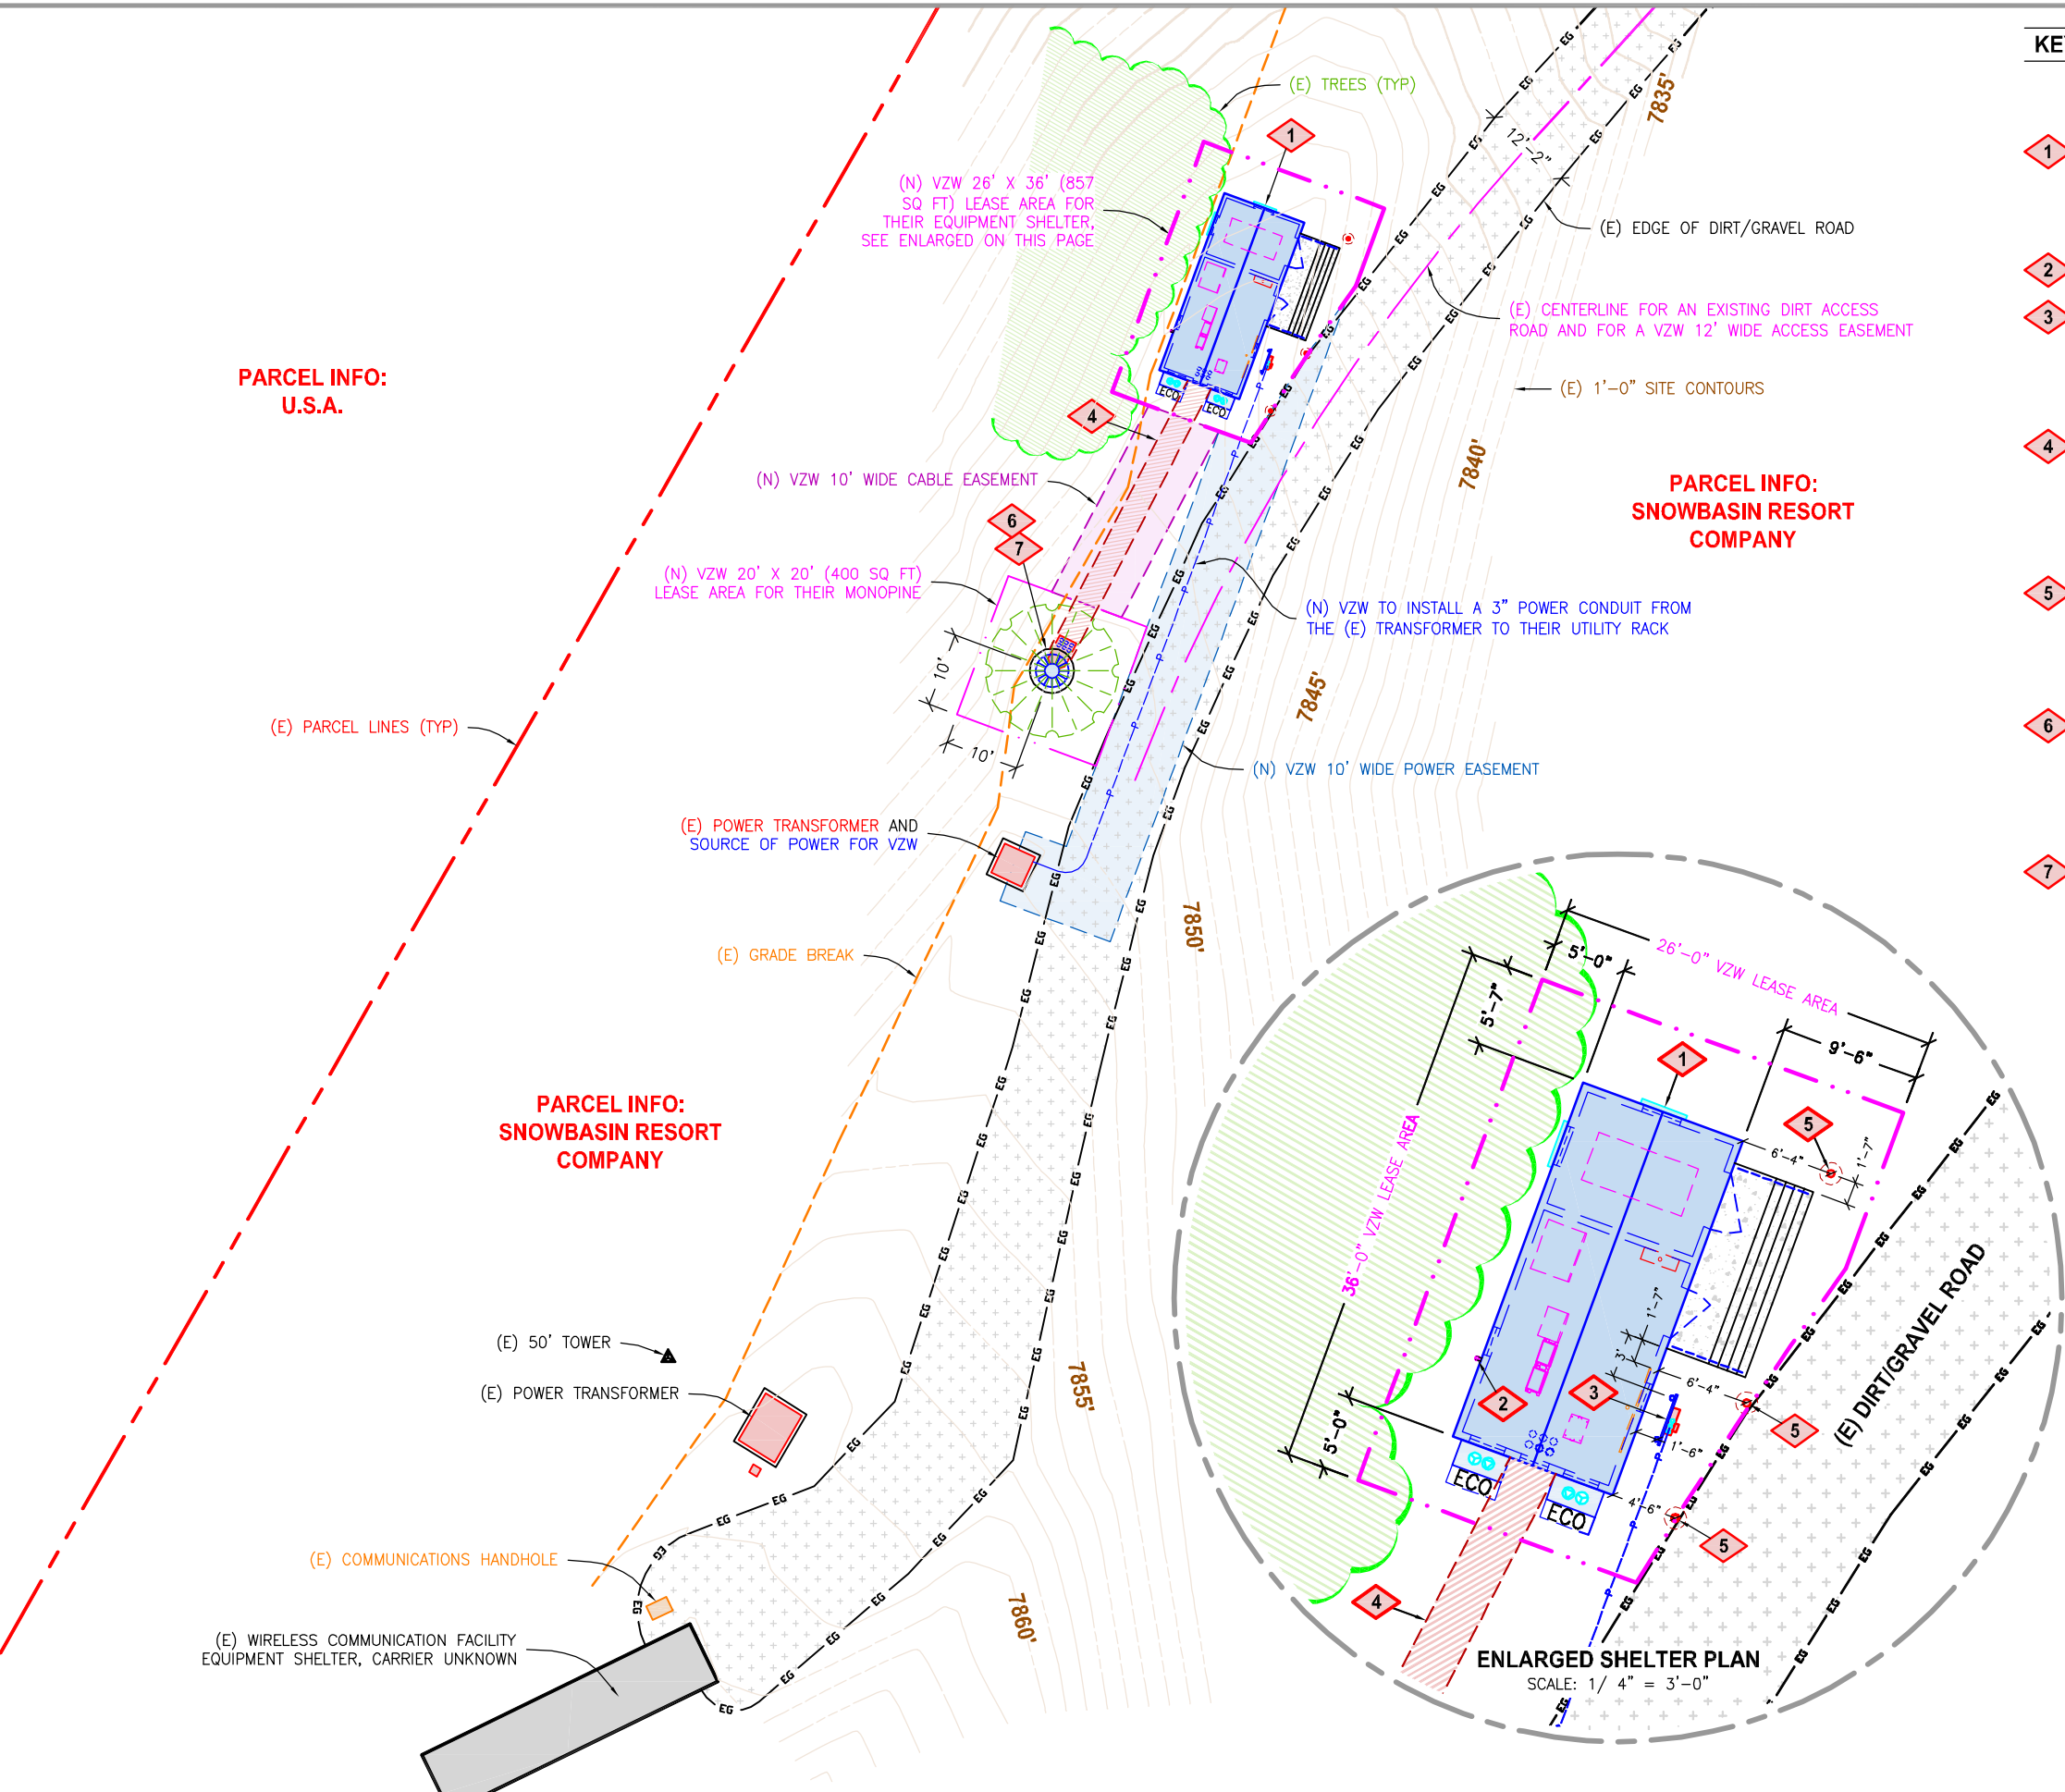 KE
(E) TREES (TYP)
7835'
12'-2"
1
1
(N) VZW 26' X 36' (857
SQ FT) LEASE AREA FOR
THEIR EQUIPMENT SHELTER,
SEE ENLARGED ON THIS PAGE
(E) EDGE OF DIRT/GRAVEL ROAD
2
3
(E) CENTERLINE FOR AN EXISTING DIRT ACCESS
ROAD AND FOR A VZW 12' WIDE ACCESS EASEMENT
PARCEL INFO:
U.S.A.
(E) 1'-0" SITE CONTOURS
ECO
ECO
4
4
7840'
(N) VZW 10' WIDE CABLE EASEMENT
PARCEL INFO:
SNOWBASIN RESORT
COMPANY
6
7
(N) VZW 20' X 20' (400 SQ FT)
LEASE AREA FOR THEIR MONOPINE
5
(N) VZW TO INSTALL A 3" POWER CONDUIT FROM
THE (E) TRANSFORMER TO THEIR UTILITY RACK
10'
10'
7845'
(E) PARCEL LINES (TYP)
6
(N) VZW 10' WIDE POWER EASEMENT
(E) POWER TRANSFORMER AND
SOURCE OF POWER FOR VZW
7
7850'
(E) GRADE BREAK
5'-0"
26'-0" VZW LEASE AREA
5'-7"
9'-6"
1
5
6'-4"
1'-7"
36'-0" VZW LEASE AREA
PARCEL INFO:
SNOWBASIN RESORT
COMPANY
1'-7"
3'
(E) DIRT/GRAVEL ROAD
(E) 50' TOWER
(E) POWER TRANSFORMER
7855'
2
3
6'-4"
5
5'-0"
1'-6"
ECO
ECO
4'-6"
5
4
(E) COMMUNICATIONS HANDHOLE
7860'
(E) WIRELESS COMMUNICATION FACILITY
EQUIPMENT SHELTER, CARRIER UNKNOWN
ENLARGED SHELTER PLAN
SCALE: 1/ 4" = 3'-0"
EG
EG
EG
EG
EG
EG
P
P
P
P